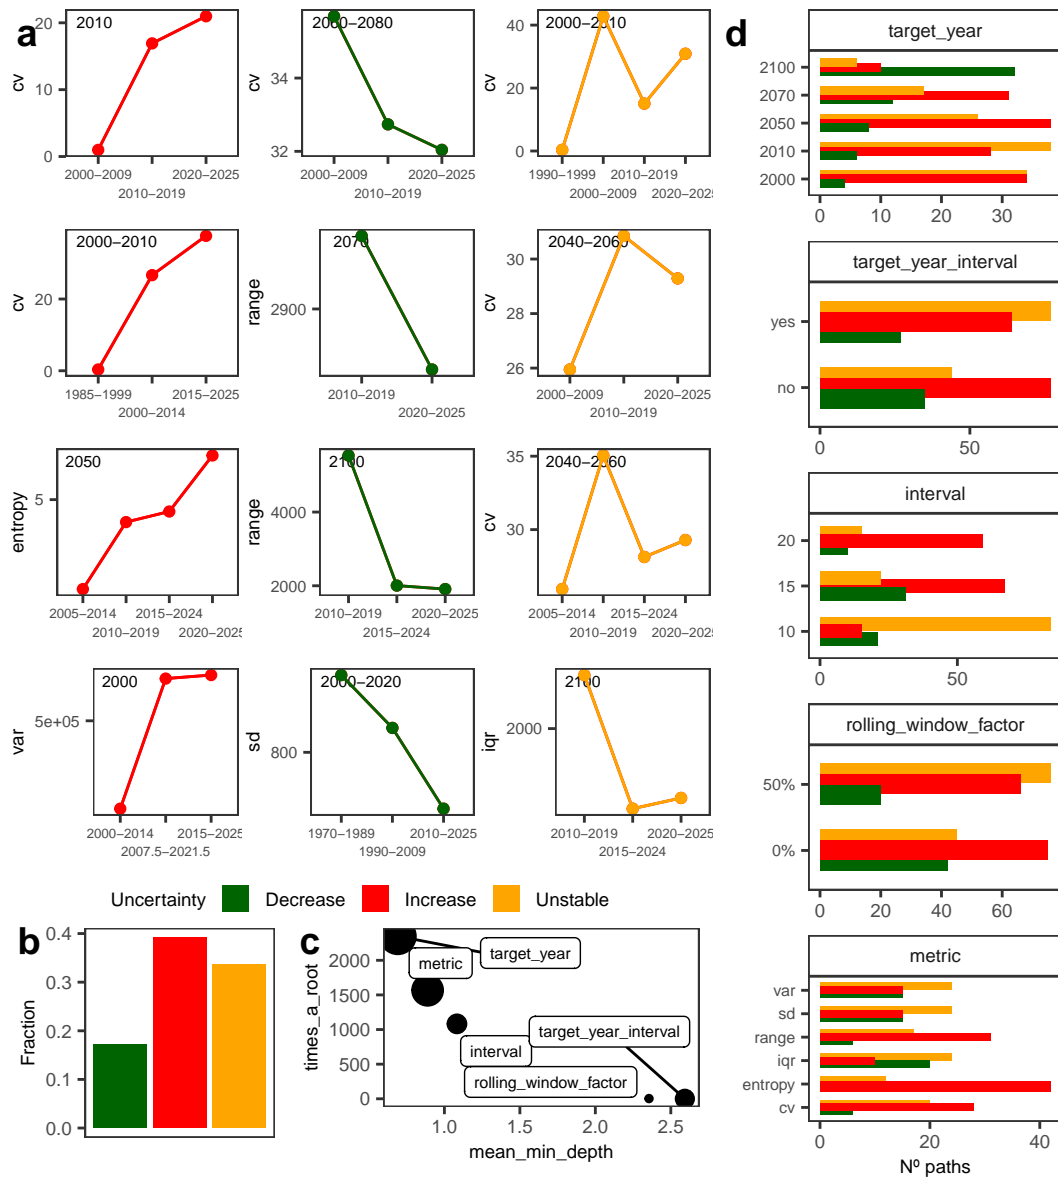 a
2010
cv
20
10
0
2000−2009
2010−2019
2020−2025
2060−2080
cv
34
32
2000−2009
2010−2019
2020−2025
2000−2010
cv
40
20
0
1990−1999
2000−2009
2010−2019
2020−2025
2000−2010
cv
20
0
1985−1999
2000−2014
2015−2025
2070
range
2900
2010−2019
2020−2025
2040−2060
cv
30
28
26
2000−2009
2010−2019
2020−2025
2050
entropy
5
2005−2014
2010−2019
2015−2024
2020−2025
2100
range
4000
2000
2010−2019
2015−2024
2020−2025
2040−2060
cv
35
30
2005−2014
2010−2019
2015−2024
2020−2025
2000
var
5e+05
2000−2014
2007.5−2021.5
2015−2025
2000−2020
sd
800
1970−1989
1990−2009
2010−2025
2100
iqr
2000
2010−2019
2015−2024
2020−2025
Uncertainty Decrease Increase Unstable
b
Fraction
0.4
0.3
0.2
0.1
0.0
c
times_a_root
2000
1500
1000
500
0
target_year
metric
target_year_interval
interval
rolling_window_factor
1.0 1.5 2.0 2.5
mean_min_depth
d
target_year
2100
2070
2050
2010
2000
0 10 20 30
target_year_interval
yes
no
0 50
interval
20
15
10
0 50
rolling_window_factor
50%
0%
0 20 40 60
metric
var
sd
range
iqr
entropy
cv
0 20 40
Nº paths